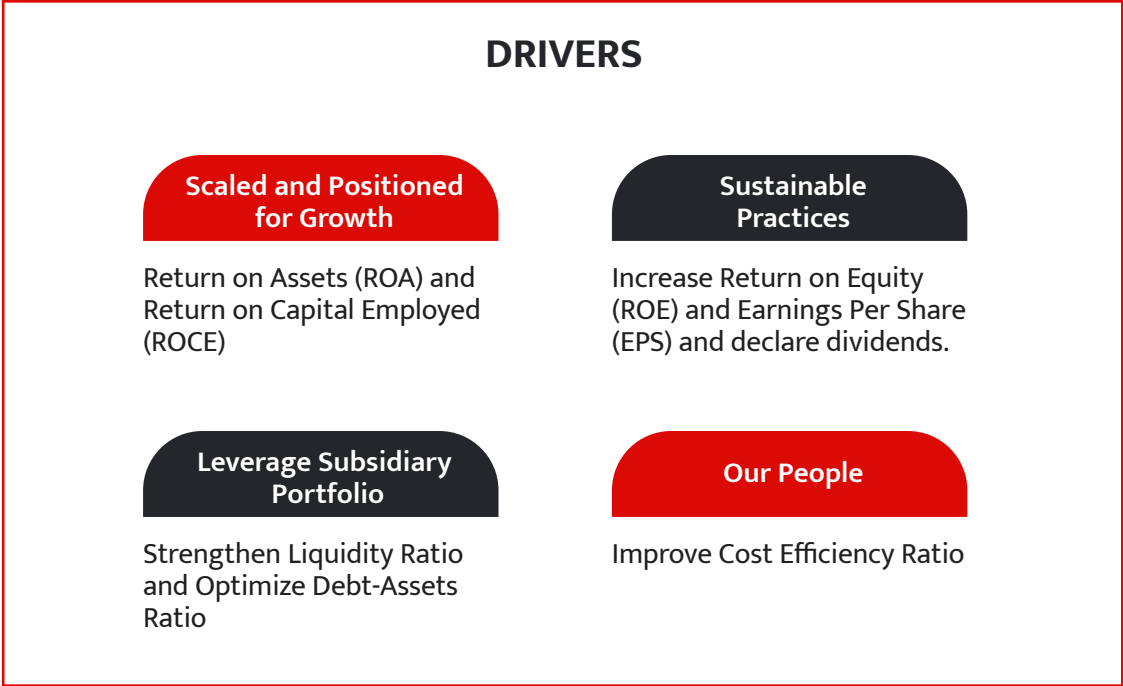 DRIVERS
Scaled and Positioned
for Growth
Return on Assets (ROA) and
Return on Capital Employed
(ROCE)
Sustainable
Practices
Increase Return on Equity
(ROE) and Earnings Per Share
(EPS) and declare dividends.
Leverage Subsidiary
Portfolio
Strengthen Liquidity Ratio
and Optimize Debt-Assets
Ratio
Our People
Improve Cost Efficiency Ratio